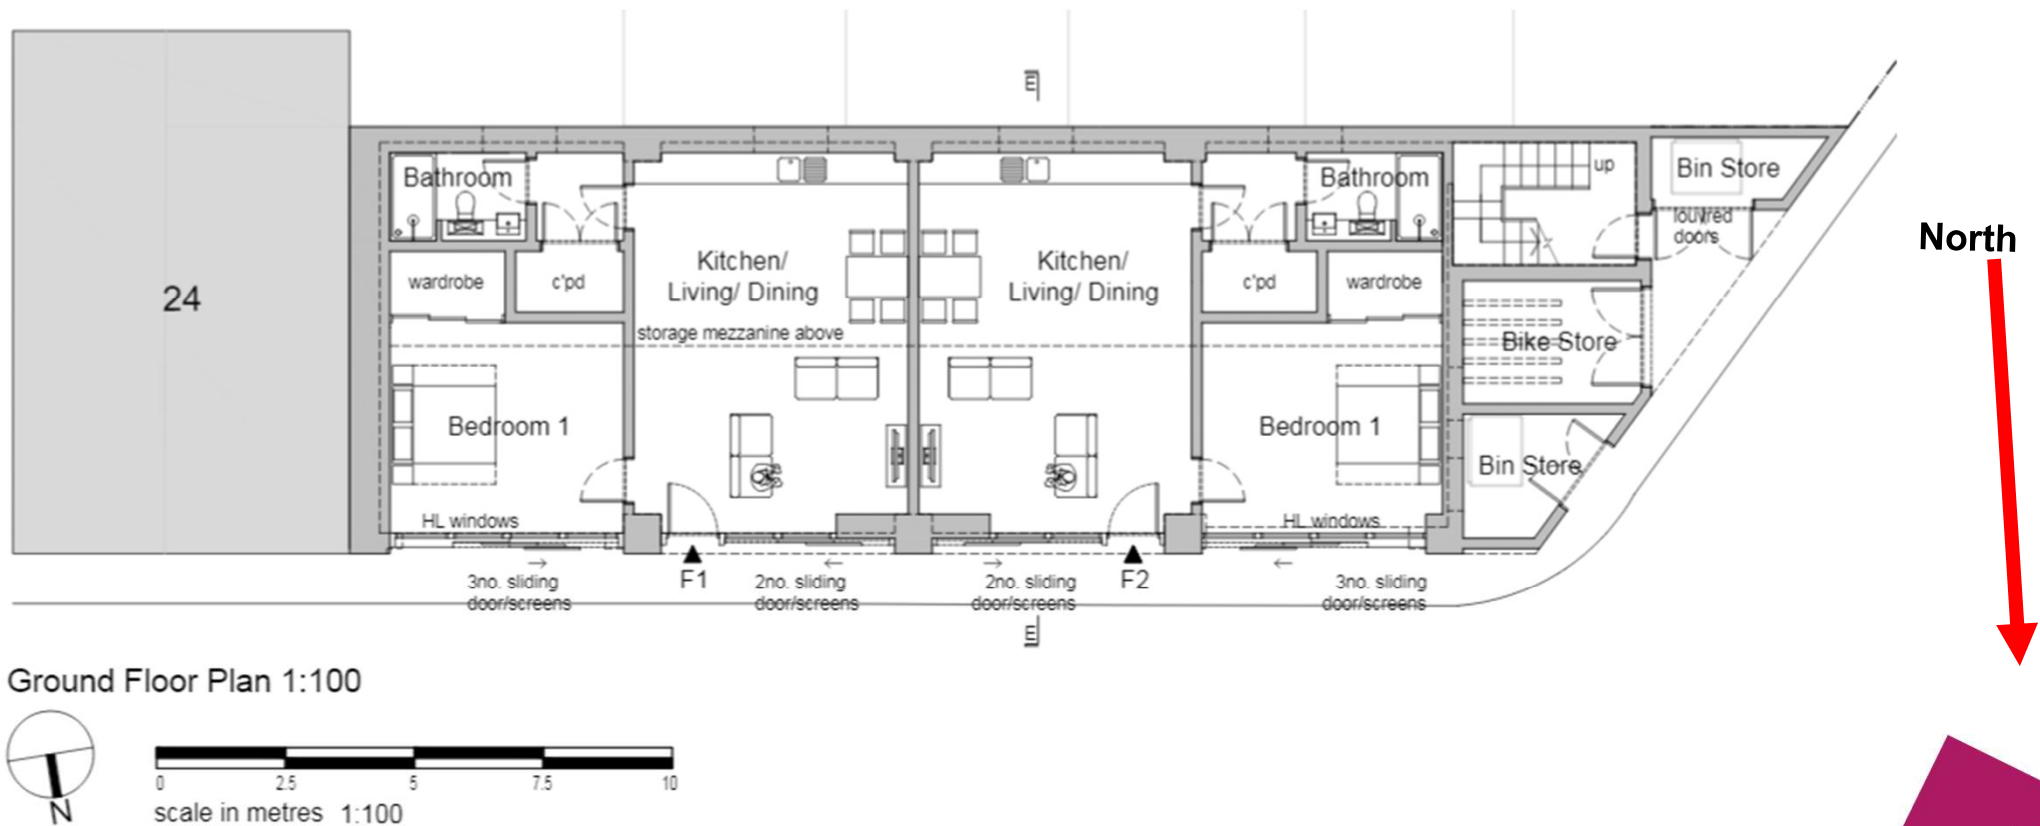 E
Bathroom
Bathroom
up
Bin Store
louvred
doors
North
24
wardrobe
c'pd
Kitchen/
Living/ Dining
Kitchen/
Living/ Dining
c'pd
wardrobe
storage mezzanine above
Bike Store
Bedroom 1
Bedroom 1
Bin Store
HL windows
HL windows
F1
F2
3no. sliding
door/screens
2no. sliding
door/screens
2no. sliding
door/screens
3no. sliding
door/screens
E
Ground Floor Plan 1:100
N
0 2.5 5 7.5 10
scale in metres 1:100